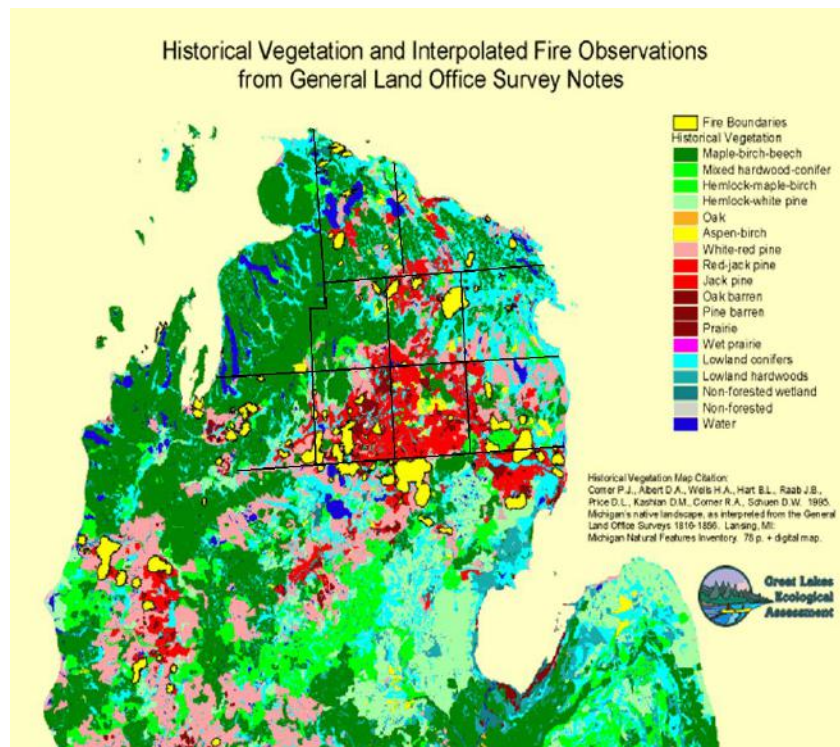 Historical Vegetation and Interpolated Fire Observations
from General Land Office Survey Notes
Fire Boundaries
Historical Vegetation
Maple-birch-beech
Mixed hardwood-conifer
Hemlock-maple-birch
Hemlock-white pine
Oak
Aspen-birch
White-red pine
Red-jack pine
Jack pine
Oak barren
Pine barren
Prairie
Wet prairie
Lowland conifers
Lowland hardwoods
Non-forested wetland
Non-forested
Water
Historical Vegetation Map Citation:
Comer P.J., Albert D.A., Wells H.A., Hart B.L., Raab J.B.,
Price D.L., Kashian D.M., Corner R.A., Schuen D.W. 1995.
Michigan's native landscape, as interpreted from the General
Land Office Surveys 1816-1856. Lansing, MI:
Michigan Natural Features Inventory. 78 p. + digital map.
Great Lakes
Ecological
Assessment